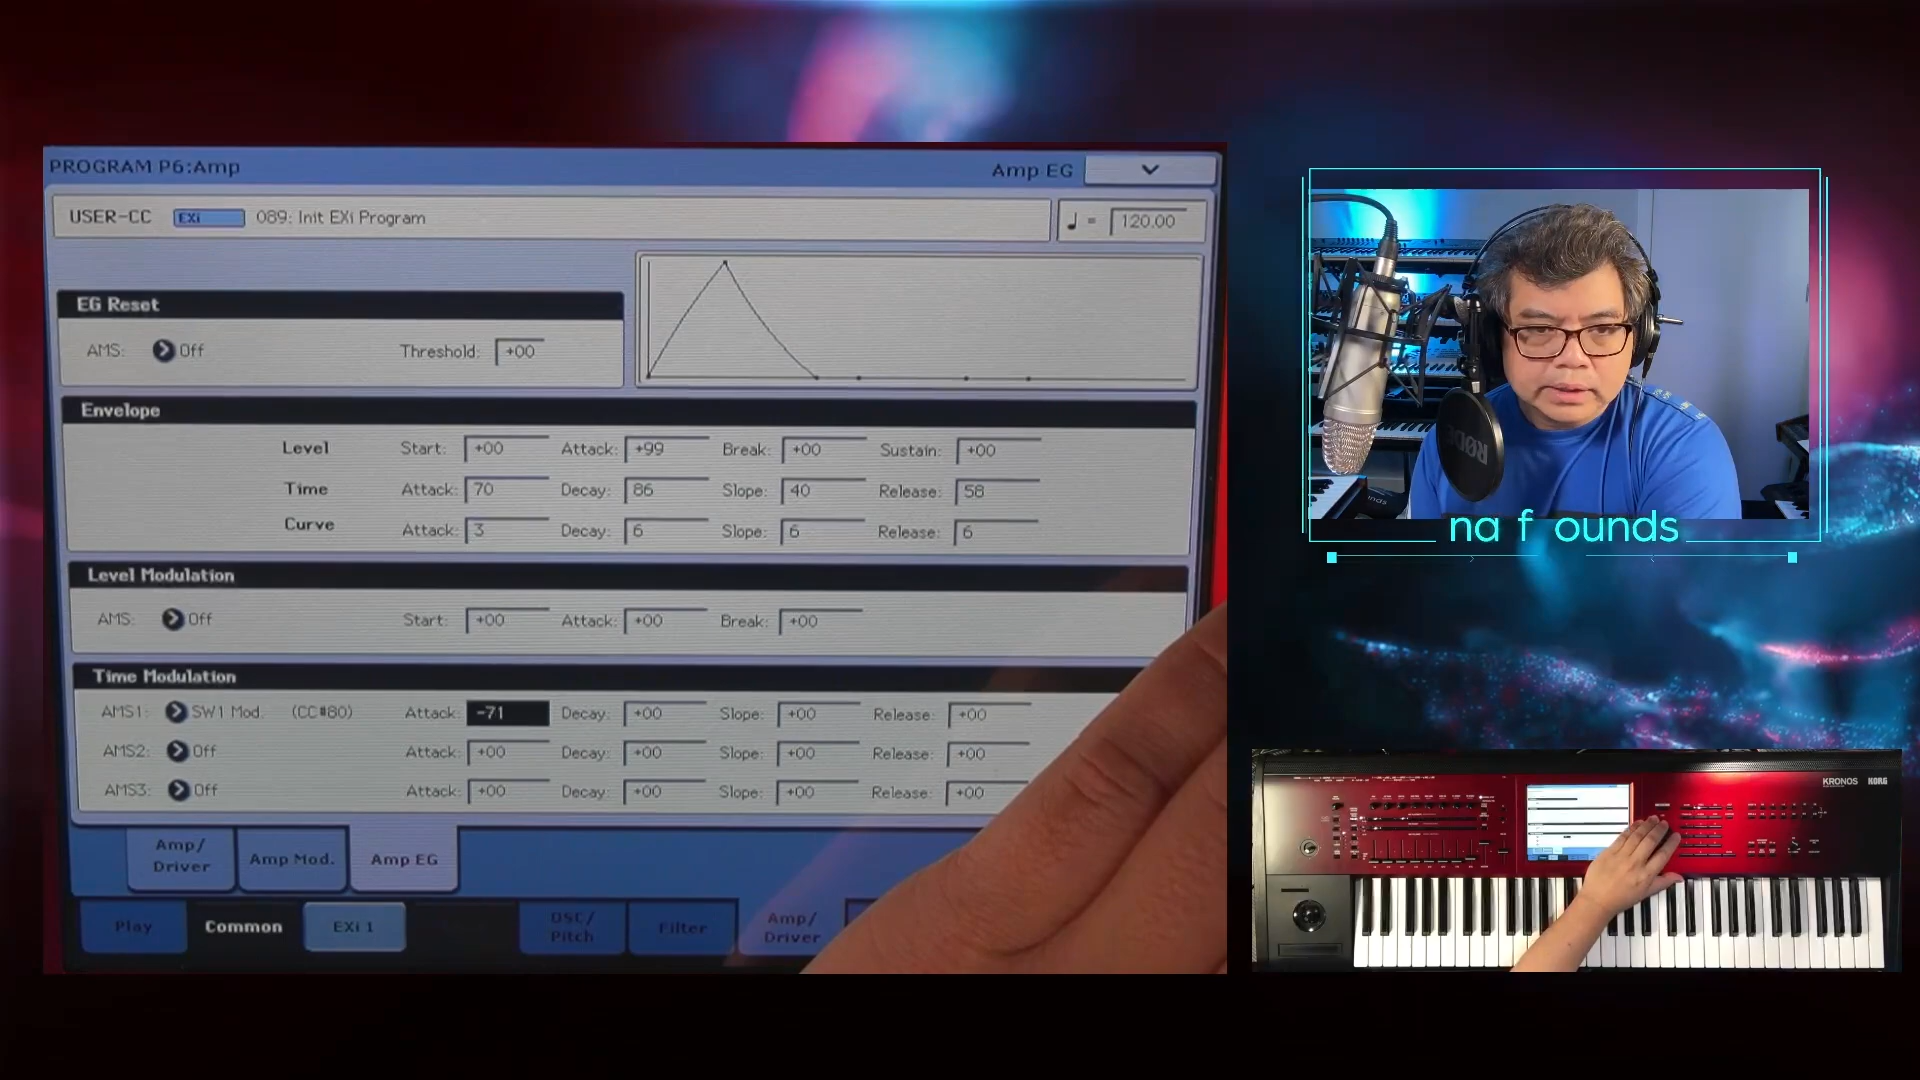 PROGRAM P6:Amp
Amp EG
USER-CC EXi 089: Init EXi Program
♩ = 120.00
EG Reset
AMS: Off Threshold: +00
Envelope
Level Start: +00 Attack: +99 Break: +00 Sustain: +00
Time Attack: 70 Decay: 86 Slope: 40 Release: 58
Curve Attack: 3 Decay: 6 Slope: 6 Release: 6
Level Modulation
AMS: Off Start: +00 Attack: +00 Break: +00
Time Modulation
AMS1: SW1 Mod. (CC#80) Attack: -71 Decay: +00 Slope: +00 Release: +00
AMS2: Off Attack: +00 Decay: +00 Slope: +00 Release: +00
AMS3: Off Attack: +00 Decay: +00 Slope: +00 Release: +00
Amp/
Driver
Amp Mod.
Amp EG
Play
Common
EXi 1
OSC/
Pitch
Filter
Amp/
Driver
RØDE
na f ounds
KRONOS KORG